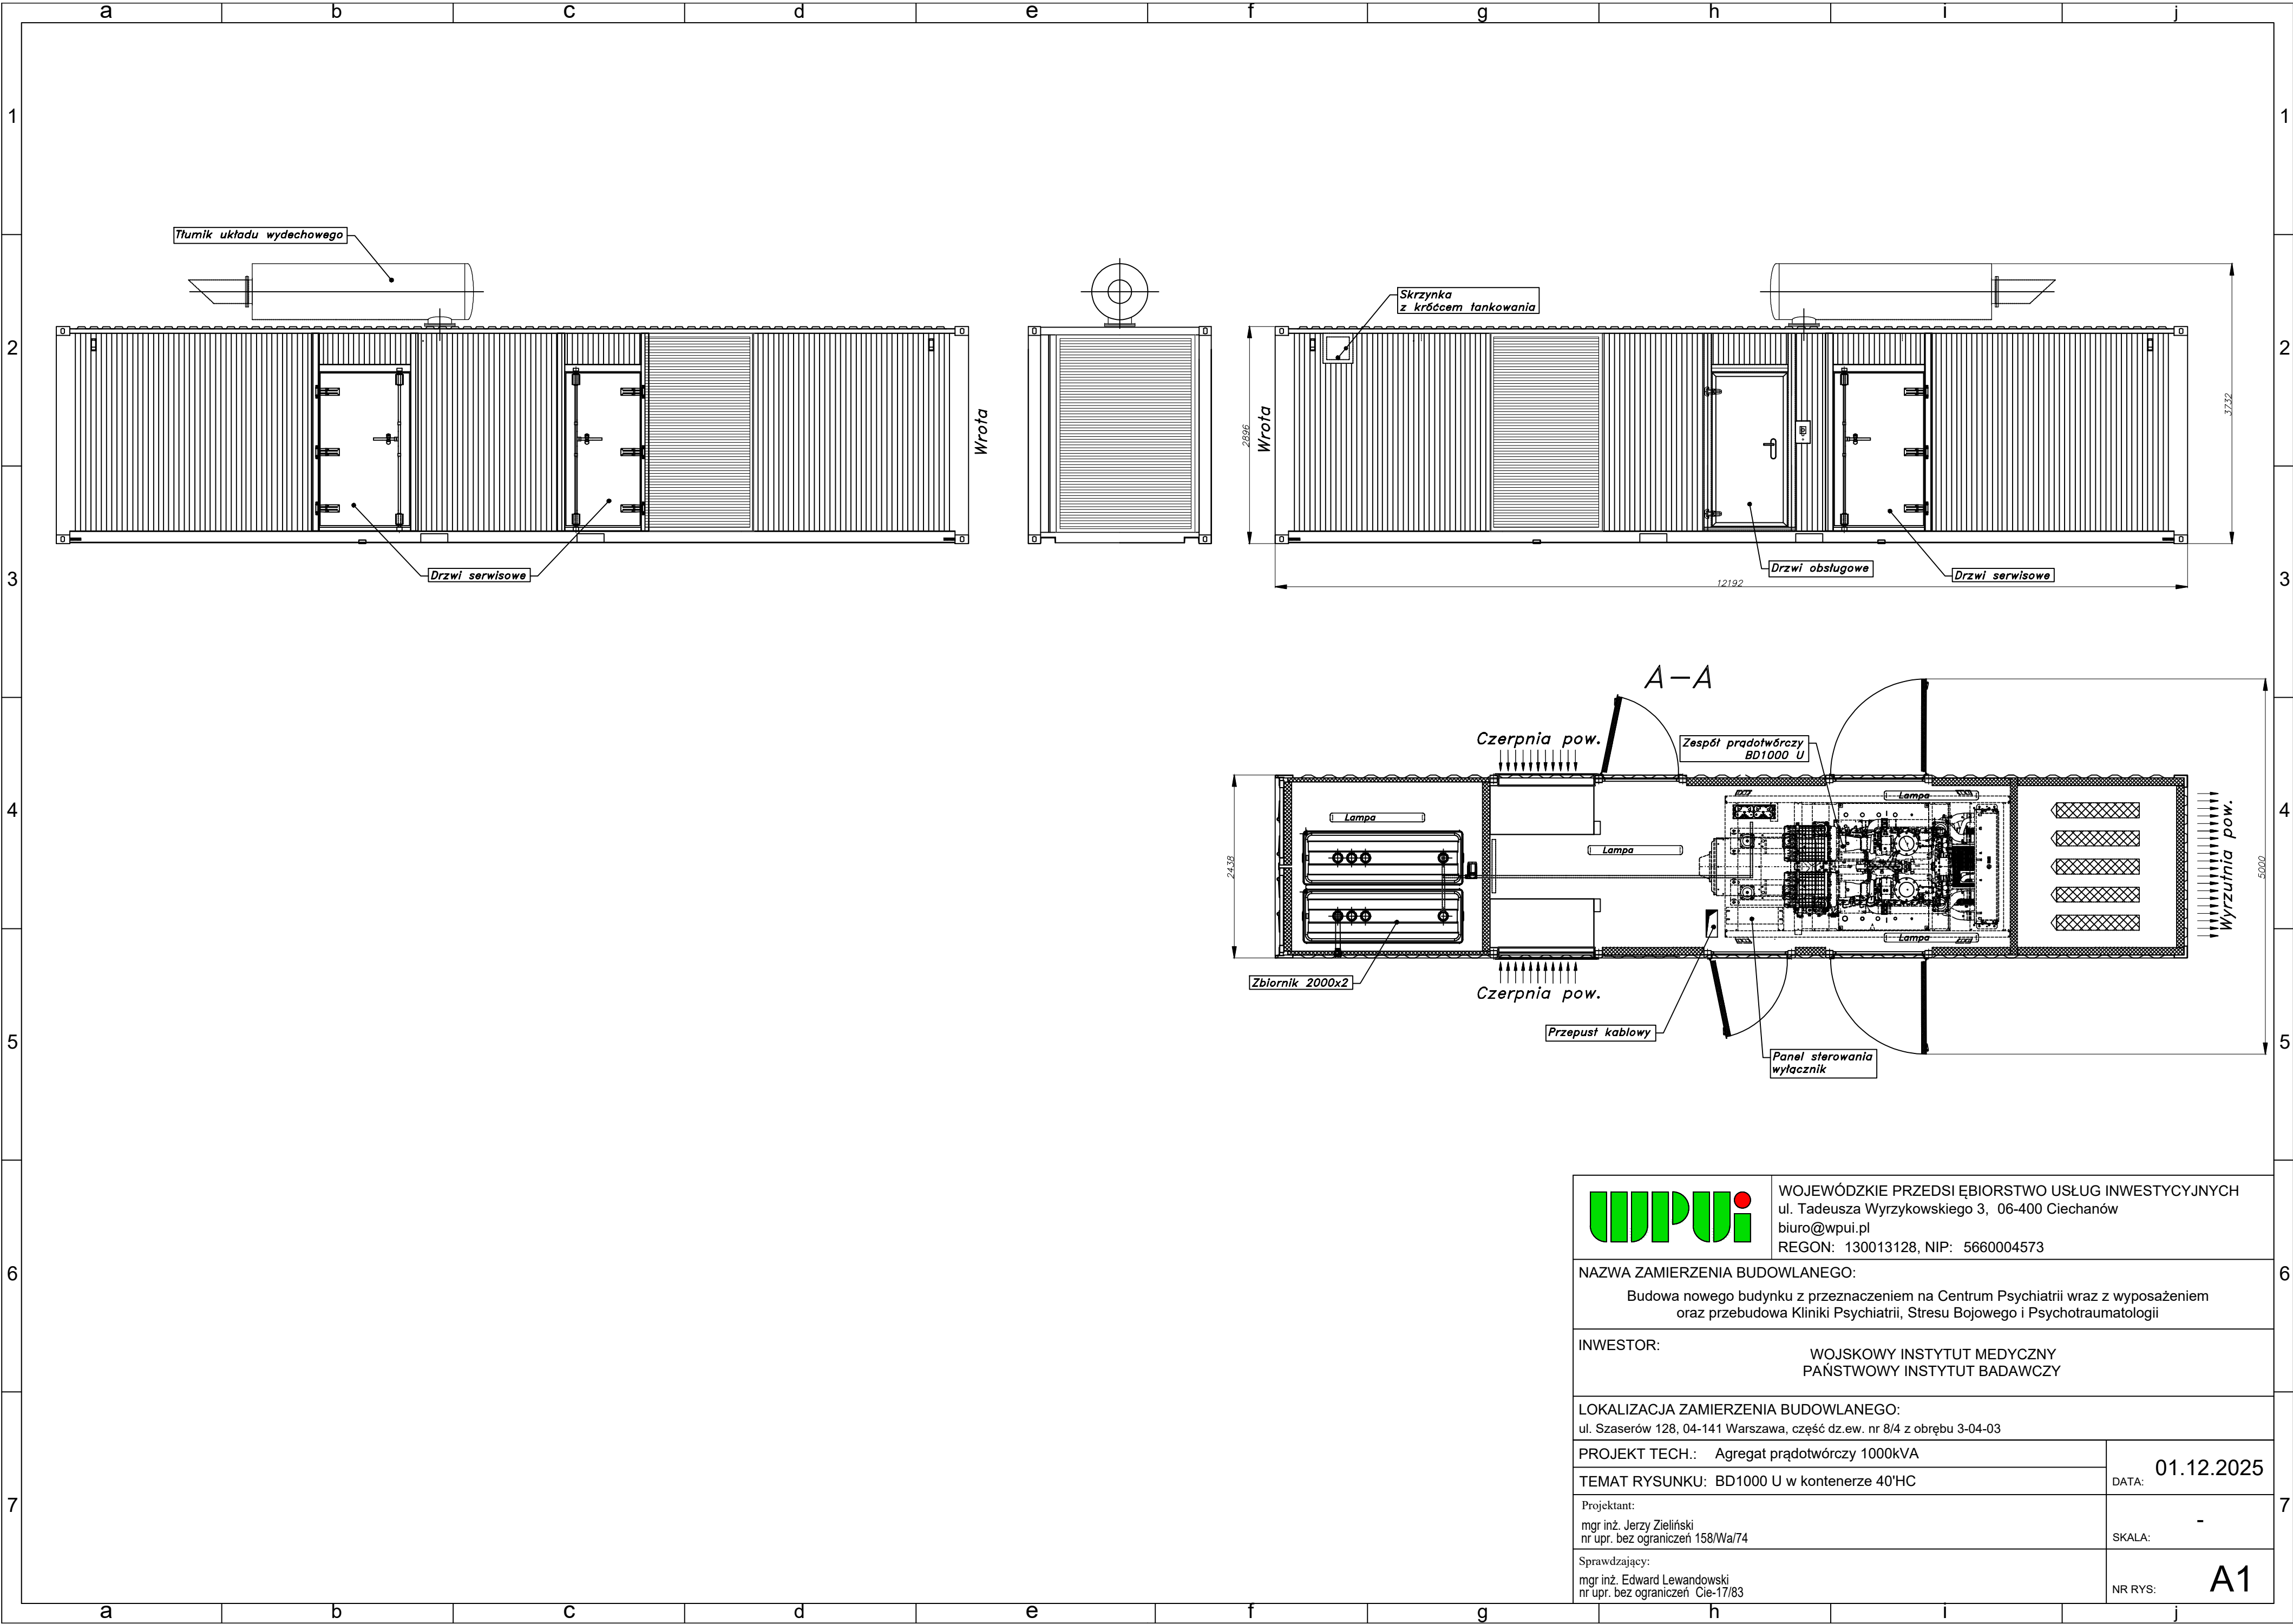 a b c d e f g h i j
1 1
Tłumik układu wydechowego
Skrzynka
z króćcem tankowania
2 2
Wrota
2896
Wrota
3732
Drzwi serwisowe
Drzwi obsługowe
Drzwi serwisowe
12192
3 3
A-A
Czerpnia pow.
Zespół prądotwórczy
BD1000 U
4 4
Lampa
Lampa
Lampa
Lampa
2438
Wyrzutnia pow.
5000
Zbiornik 2000x2
Czerpnia pow.
Przepust kablowy
Panel sterowania
wyłącznik
5 5
wpui
WOJEWÓDZKIE PRZEDSI ĘBIORSTWO USŁUG INWESTYCYJNYCH
ul. Tadeusza Wyrzykowskiego 3, 06-400 Ciechanów
biuro@wpui.pl
REGON: 130013128, NIP: 5660004573
6 6
NAZWA ZAMIERZENIA BUDOWLANEGO:
Budowa nowego budynku z przeznaczeniem na Centrum Psychiatrii wraz z wyposażeniem
oraz przebudowa Kliniki Psychiatrii, Stresu Bojowego i Psychotraumatologii
INWESTOR:
WOJSKOWY INSTYTUT MEDYCZNY
PAŃSTWOWY INSTYTUT BADAWCZY
LOKALIZACJA ZAMIERZENIA BUDOWLANEGO:
ul. Szaserów 128, 04-141 Warszawa, część dz.ew. nr 8/4 z obrębu 3-04-03
PROJEKT TECH.: Agregat prądotwórczy 1000kVA
TEMAT RYSUNKU: BD1000 U w kontenerze 40'HC
DATA: 01.12.2025
7 7
Projektant:
mgr inż. Jerzy Zieliński
nr upr. bez ograniczeń 158/Wa/74
SKALA: -
Sprawdzający:
mgr inż. Edward Lewandowski
nr upr. bez ograniczeń Cie-17/83
NR RYS: A1
a b c d e f g h i j